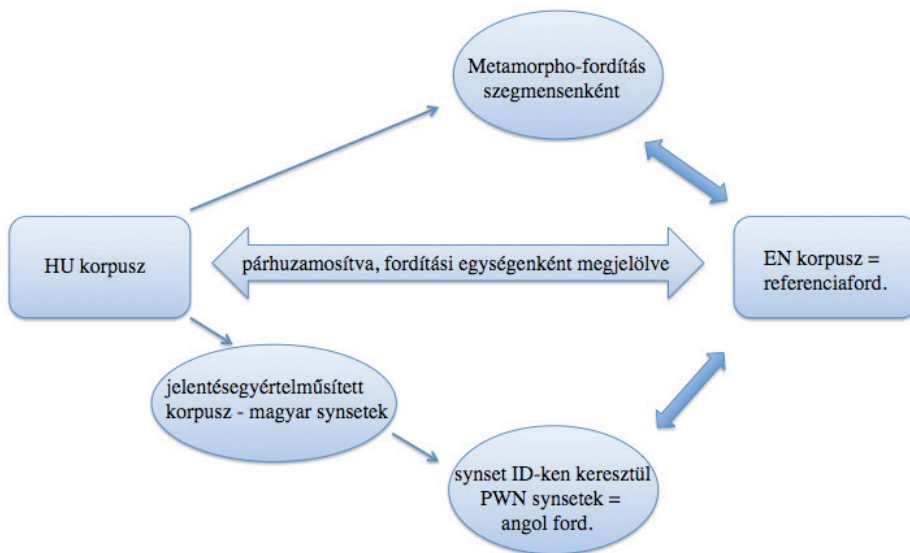 Metamorpho-fordítás
szegmensenként
HU korpusz
párhuzamosítva, fordítási egységenként megjelölve
EN korpusz =
referenciaford.
jelentésegyértelműsített
korpusz - magyar synsetek
synset ID-ken keresztül
PWN synsetek =
angol ford.